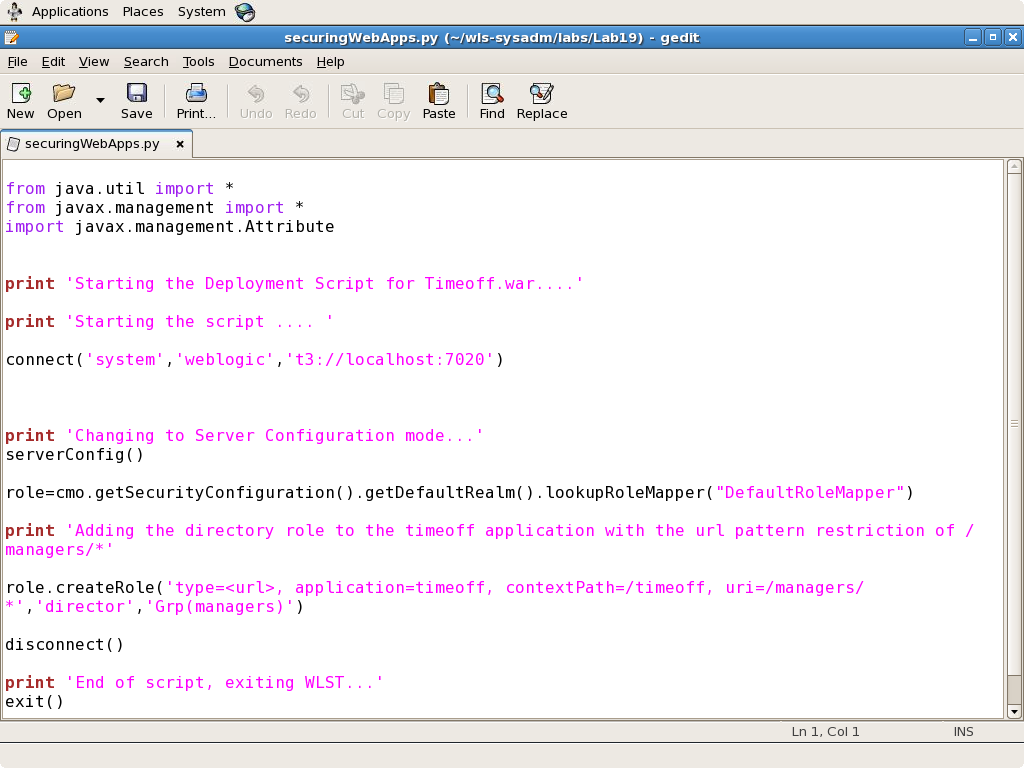 Applications Places System
securingWebApps.py (~/wls-sysadm/labs/Lab19) - gedit
File Edit View Search Tools Documents Help
New Open Save Print... Undo Redo Cut Copy Paste Find Replace
securingWebApps.py
from java.util import *
from javax.management import *
import javax.management.Attribute
print 'Starting the Deployment Script for Timeoff.war....'
print 'Starting the script .... '
connect('system','weblogic','t3://localhost:7020')
print 'Changing to Server Configuration mode...'
serverConfig()
role=cmo.getSecurityConfiguration().getDefaultRealm().lookupRoleMapper("DefaultRoleMapper")
print 'Adding the directory role to the timeoff application with the url pattern restriction of /
managers/*'
role.createRole('type=<url>, application=timeoff, contextPath=/timeoff, uri=/managers/
*','director','Grp(managers)')
disconnect()
print 'End of script, exiting WLST...'
exit()
Ln 1, Col 1 INS